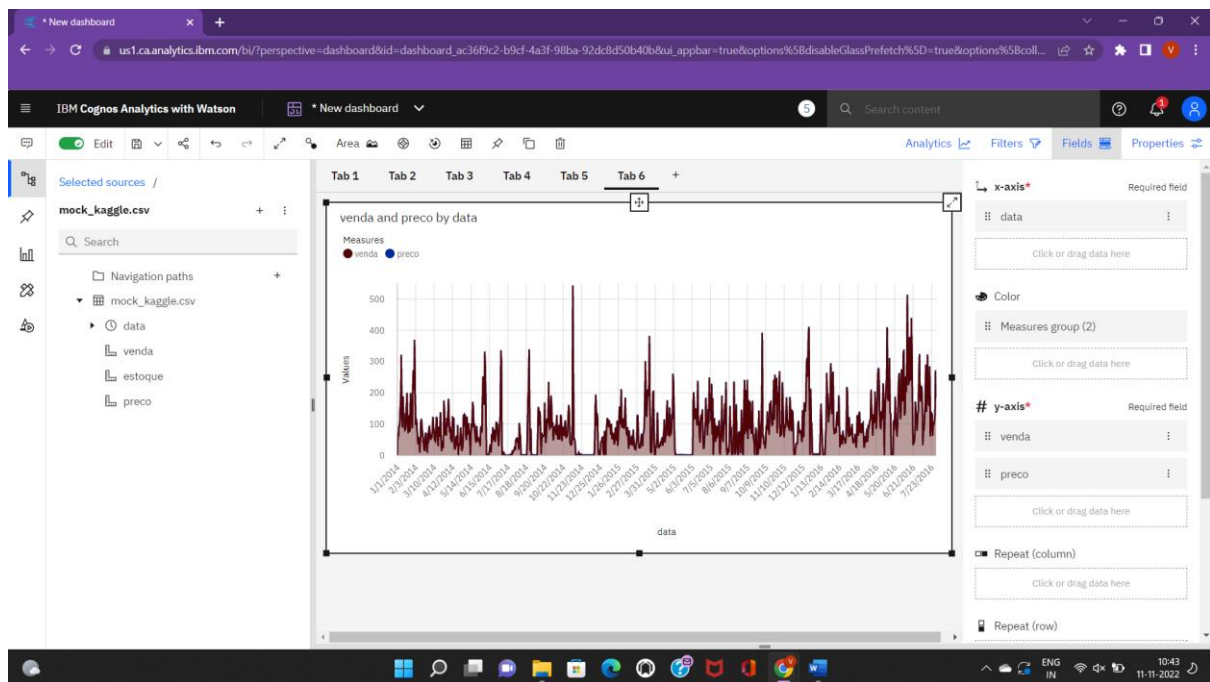 * New dashboard
us1.ca.analytics.ibm.com/bi/?perspective=dashboard&id=dashboard_ac36f9c2-b9cf-4a3f-98ba-92dc8d50b40b&ui_appbar=true&options%5BdisableGlassPrefetch%5D=true&options%5Bcoll...
V
IBM Cognos Analytics with Watson
* New dashboard
5
Search content
Edit
Area
Analytics
Filters
Fields
Properties
Selected sources /
mock_kaggle.csv
Search
Navigation paths
mock_kaggle.csv
data
venda
estoque
preco
Tab 1 Tab 2 Tab 3 Tab 4 Tab 5 Tab 6 +
venda and preco by data
Measures
venda preco
Values
500
400
300
200
100
0
1/1/2014 2/3/2014 3/10/2014 4/12/2014 5/14/2014 6/15/2014 7/17/2014 8/18/2014 9/20/2014 10/22/2014 11/23/2014 12/25/2014 1/26/2015 2/27/2015 3/31/2015 5/2/2015 6/3/2015 7/5/2015 8/6/2015 9/7/2015 10/9/2015 11/10/2015 12/12/2015 1/13/2016 2/14/2016 3/17/2016 4/18/2016 5/20/2016 6/21/2016 7/23/2016
data
x-axis*
Required field
data
Click or drag data here
Color
Measures group (2)
Click or drag data here
# y-axis*
Required field
venda
preco
Click or drag data here
Repeat (column)
Click or drag data here
Repeat (row)
ENG
IN
10:43
11-11-2022